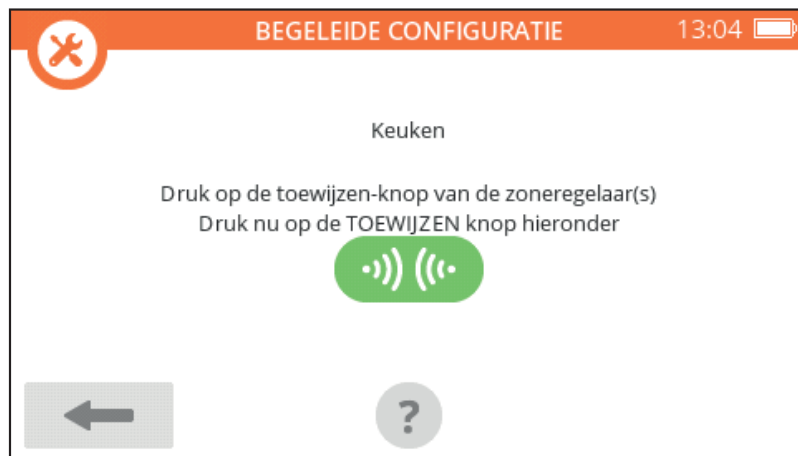 BEGELEIDE CONFIGURATIE 13:04
Keuken
Druk op de toewijzen-knop van de zoneregelaar(s)
Druk nu op de TOEWIJZEN knop hieronder
?